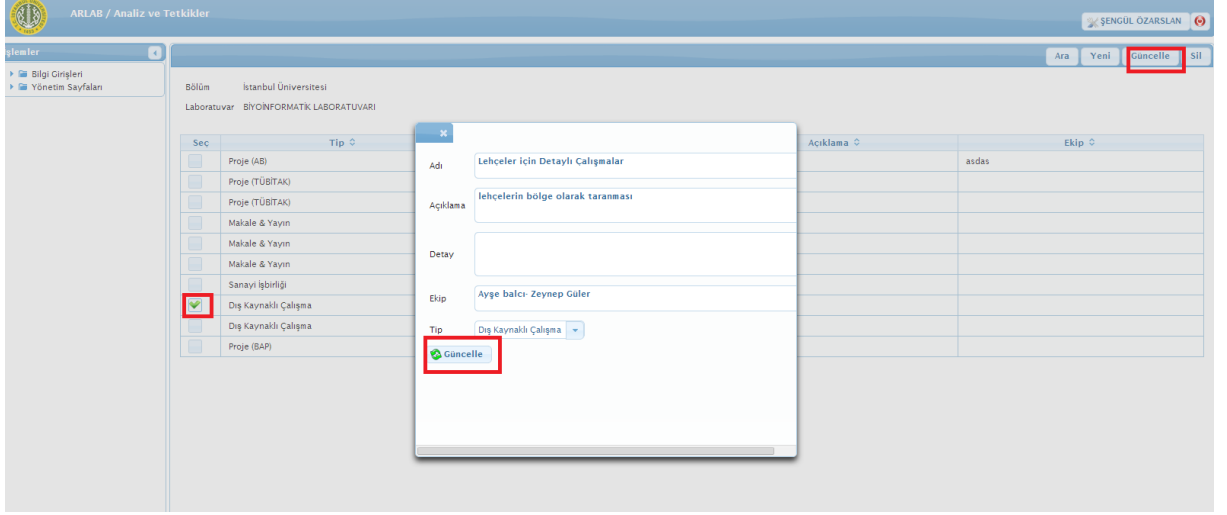 ARLAB / Analiz ve Tetkikler
ŞENGÜL ÖZARSLAN
şlemler
Ara Yeni Güncelle Sil
Bilgi Girişleri
Yönetim Sayfaları
Bölüm İstanbul Üniversitesi
Laboratuvar BİYOİNFORMATİK LABORATUVARI
Seç Tip Açıklama Ekip
Proje (AB) asdas
Proje (TÜBİTAK)
Proje (TÜBİTAK)
Makale & Yayın
Makale & Yayın
Makale & Yayın
Sanayi İşbirliği
Dış Kaynaklı Çalışma
Dış Kaynaklı Çalışma
Proje (BAP)
Adı Lehçeler için Detaylı Çalışmalar
Açıklama lehçelerin bölge olarak taranması
Detay
Ekip Ayşe balcı- Zeynep Güler
Tip Dış Kaynaklı Çalışma
Güncelle